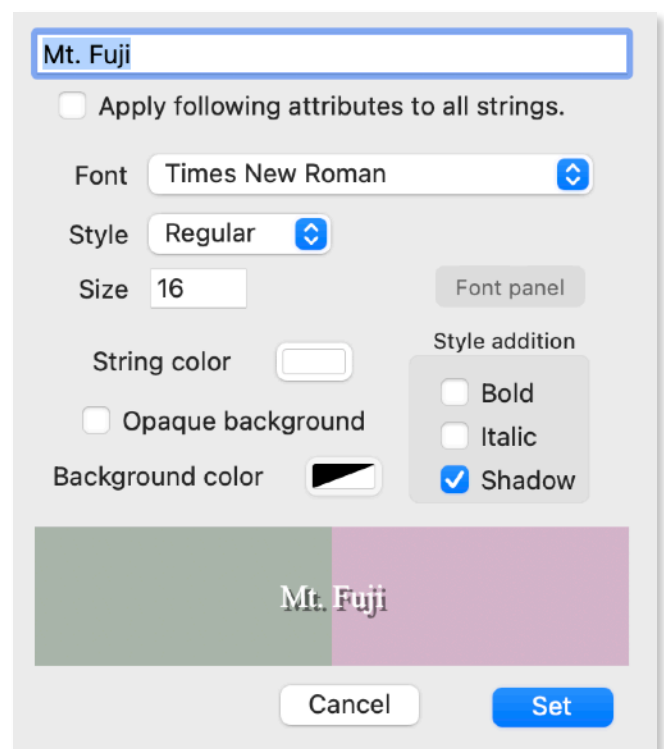 Mt. Fuji
Apply following attributes to all strings.
Font Times New Roman
Style Regular
Size 16 Font panel
Style addition
String color
Bold
Opaque background
Italic
Background color
Shadow
Mt. Fuji
Cancel Set